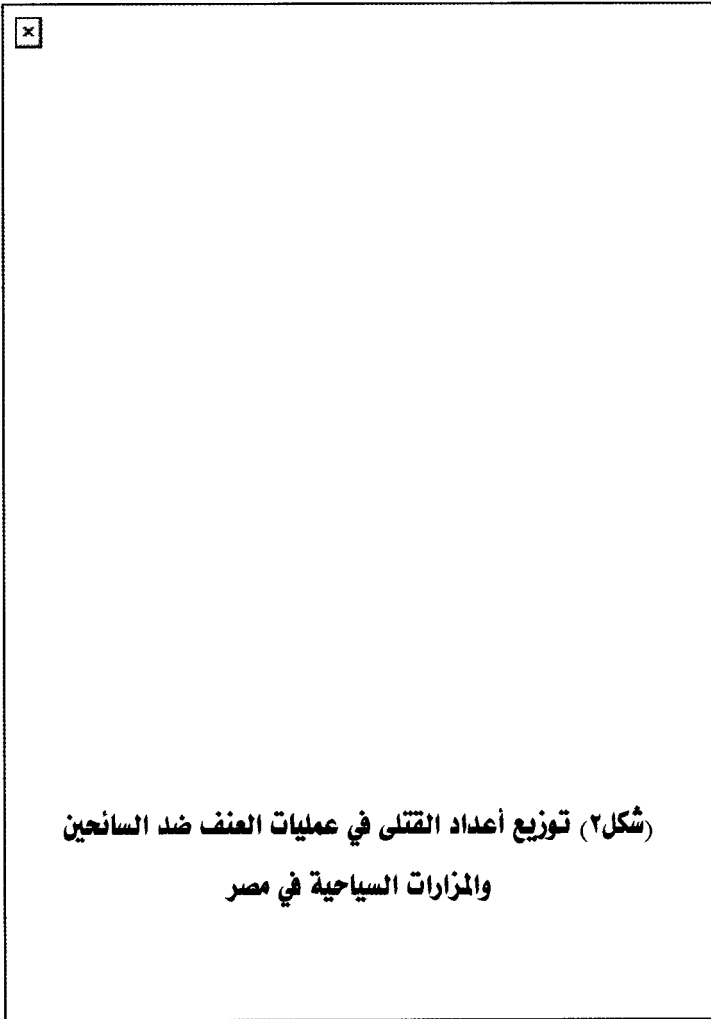 (شكل٢) توزيع أعداد القتلى في عمليات العنف ضد السائحين
والمزارات السياحية في مصر